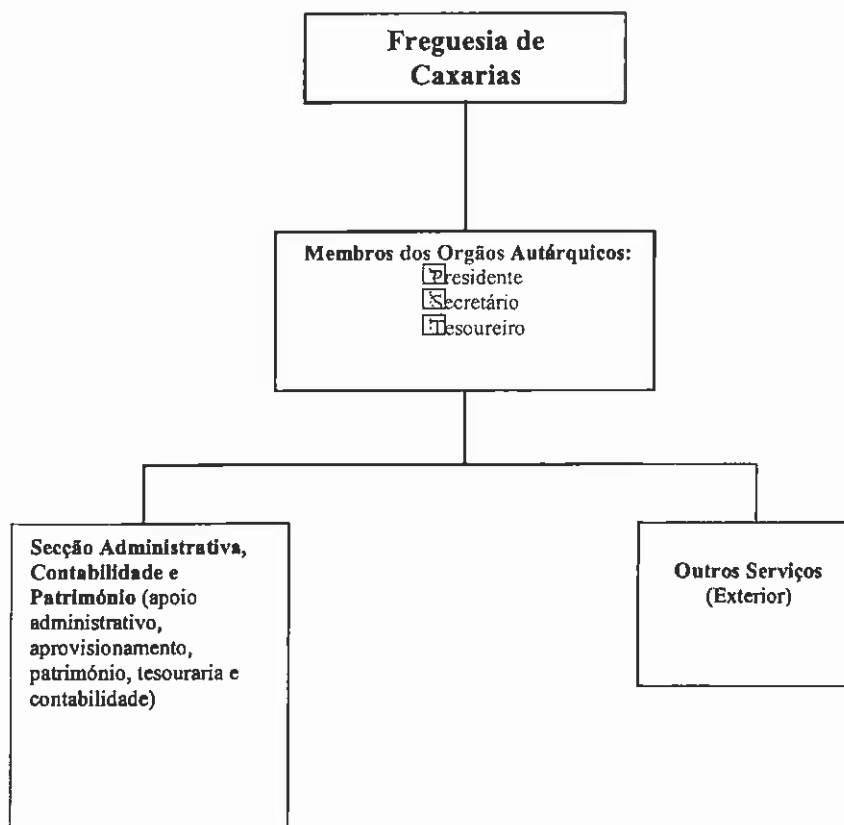 Freguesia de
Caxarias
Membros dos Orgãos Autárquicos:
Presidente
Secretário
Tesoureiro
Secção Administrativa,
Contabilidade e
Património (apoio
administrativo,
aprovisionamento,
património, tesouraria e
contabilidade)
Outros Serviços
(Exterior)